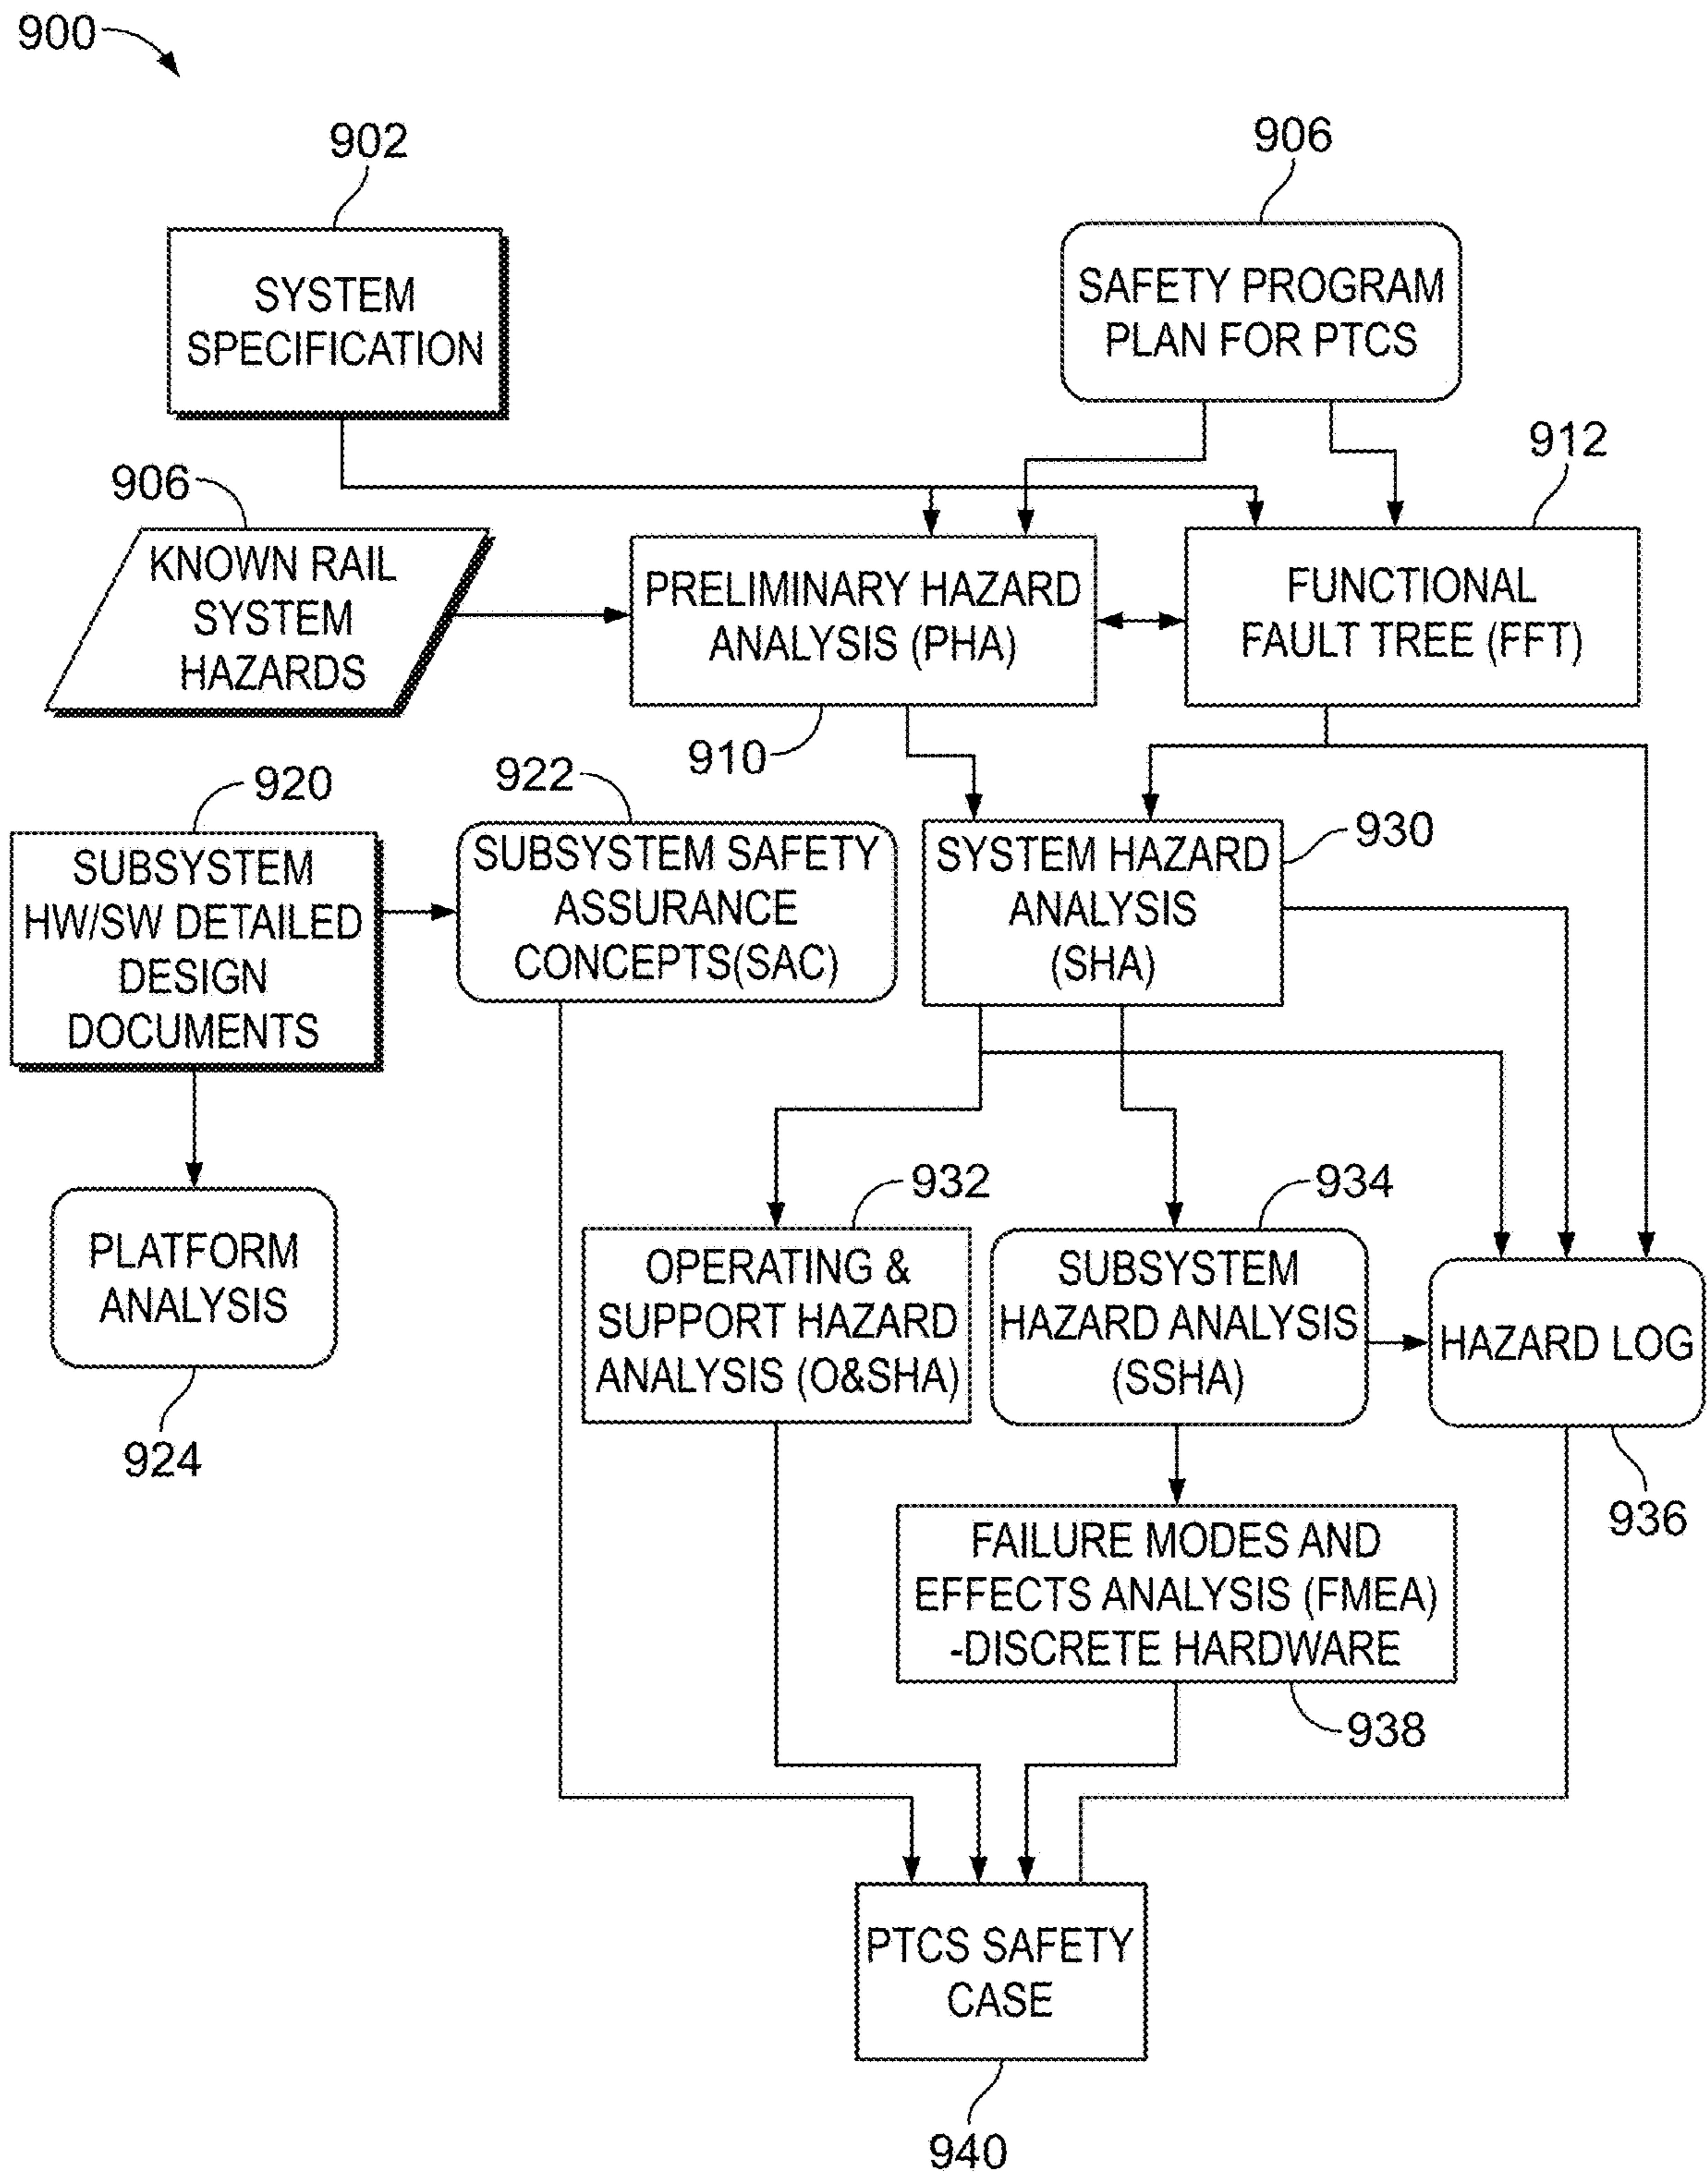 900
902
SYSTEM
SPECIFICATION
906
SAFETY PROGRAM
PLAN FOR PTCS
906
KNOWN RAIL
SYSTEM
HAZARDS
PRELIMINARY HAZARD
ANALYSIS (PHA)
910
912
FUNCTIONAL
FAULT TREE (FFT)
920
SUBSYSTEM
HW/SW DETAILED
DESIGN
DOCUMENTS
922
SUBSYSTEM SAFETY
ASSURANCE
CONCEPTS(SAC)
930
SYSTEM HAZARD
ANALYSIS
(SHA)
PLATFORM
ANALYSIS
924
932
OPERATING &
SUPPORT HAZARD
ANALYSIS (O&SHA)
934
SUBSYSTEM
HAZARD ANALYSIS
(SSHA)
HAZARD LOG
936
FAILURE MODES AND
EFFECTS ANALYSIS (FMEA)
-DISCRETE HARDWARE
938
PTCS SAFETY
CASE
940